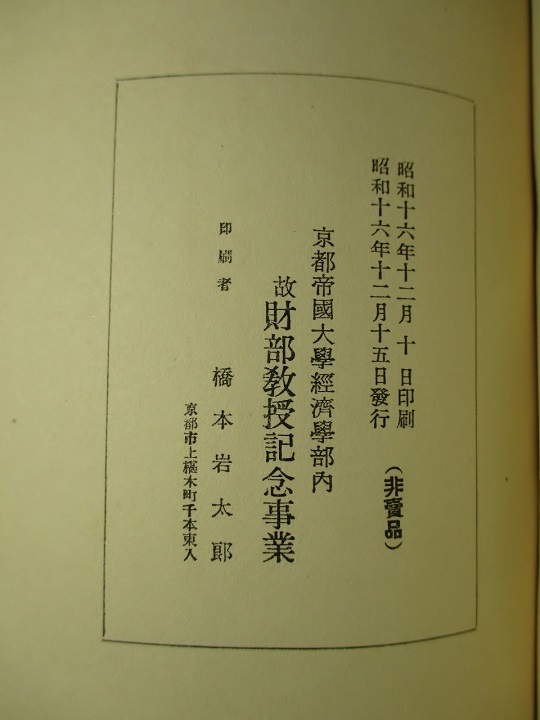 昭和十六年十二月 十 日印刷
昭和十六年十二月十五日發行
（非賣品）
京都帝國大學經濟學部內
故財部敎授記念事業
印刷者 橋本岩太郞
京都市上椹木町千本東入